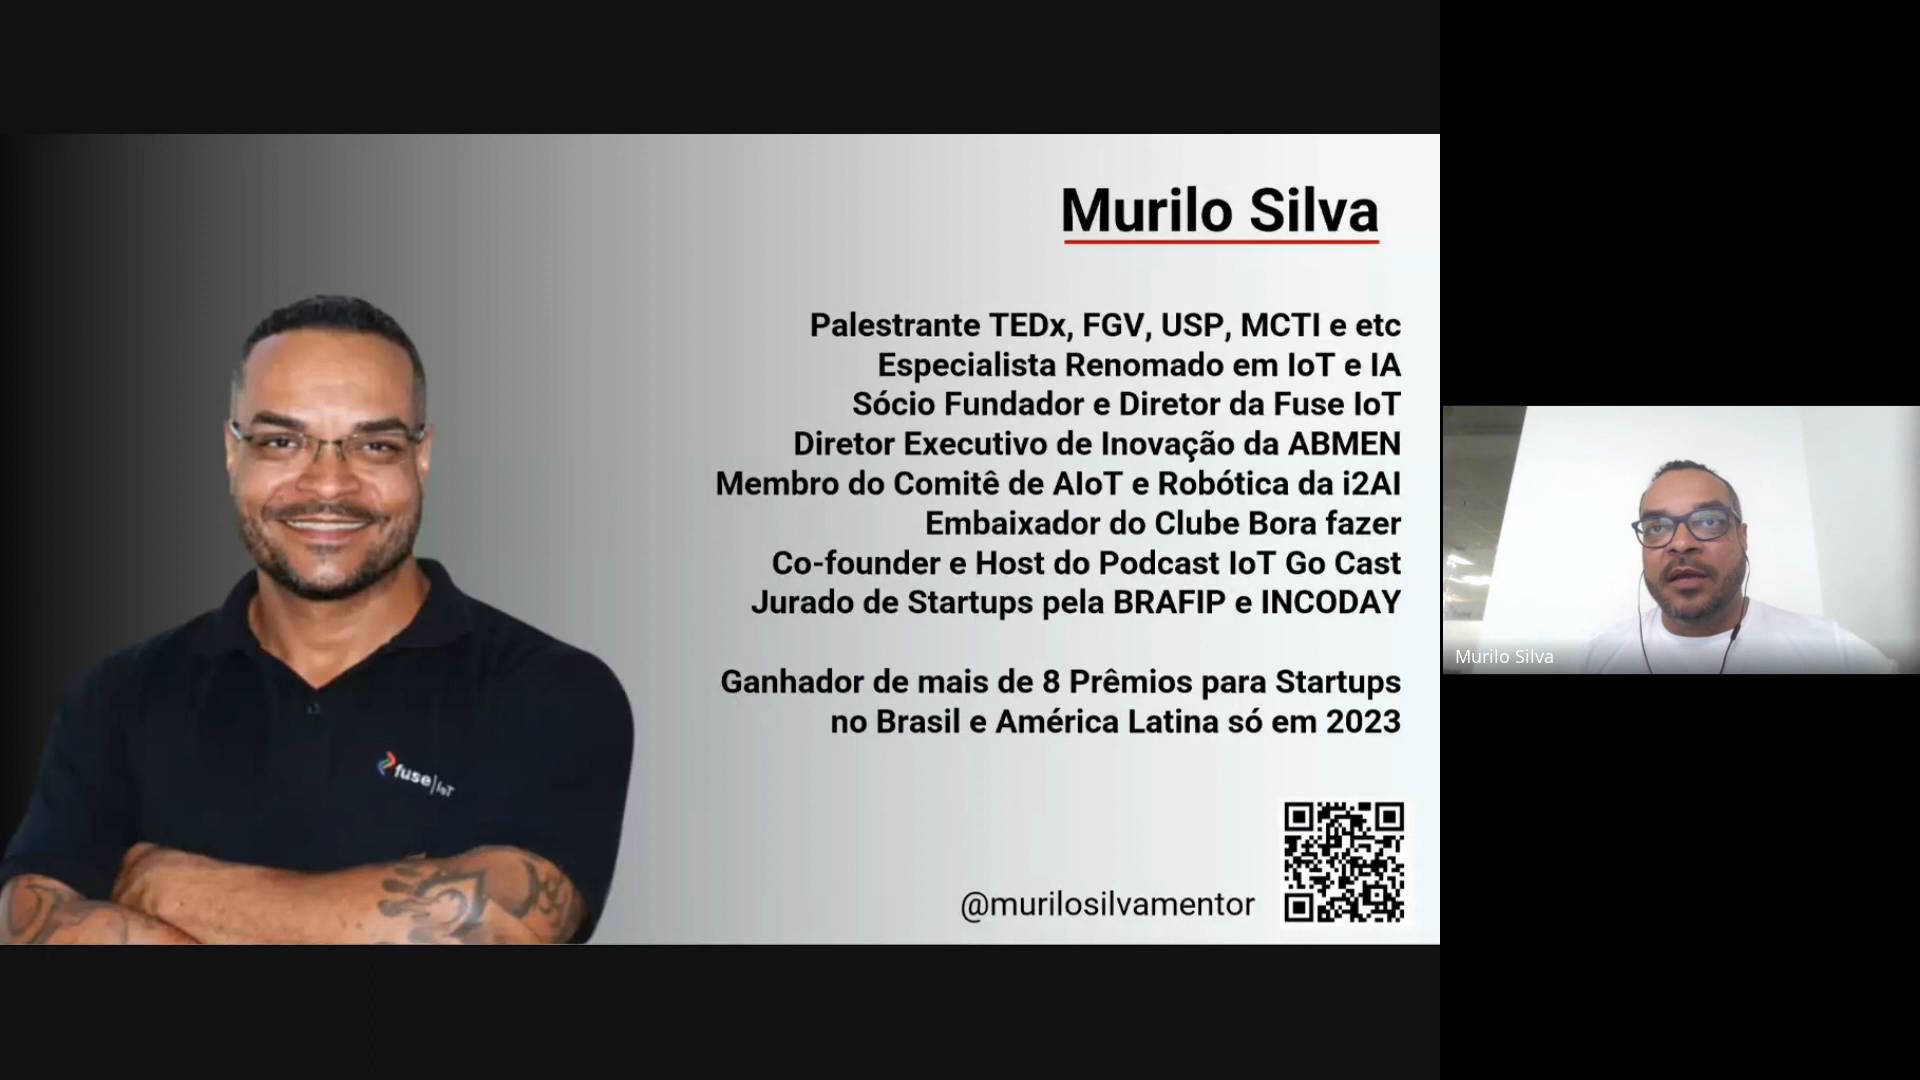 Murilo Silva
Palestrante TEDx, FGV, USP, MCTI e etc
Especialista Renomado em IoT e IA
Sócio Fundador e Diretor da Fuse IoT
Diretor Executivo de Inovação da ABMEN
Membro do Comitê de AIoT e Robótica da i2AI
Embaixador do Clube Bora fazer
Co-founder e Host do Podcast IoT Go Cast
Jurado de Startups pela BRAFIP e INCODAY
Ganhador de mais de 8 Prêmios para Startups
no Brasil e América Latina só em 2023
fuse|IoT
@murilosilvamentor
Murilo Silva